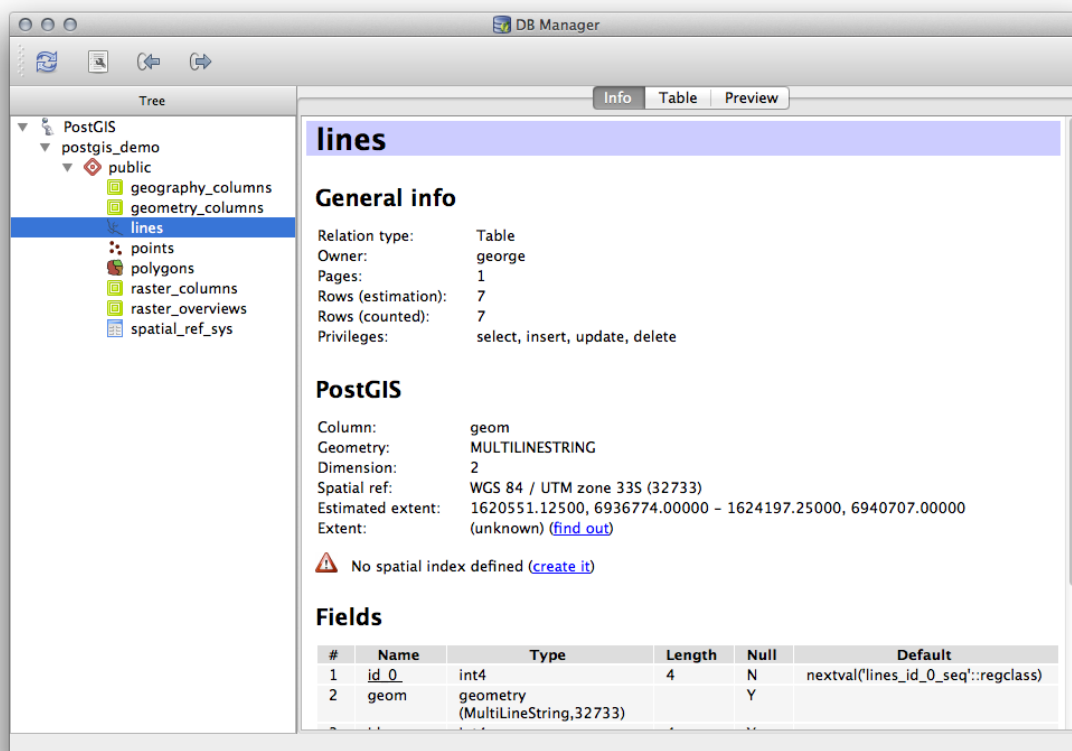 DB Manager
Tree
Info Table Preview
PostGIS
postgis_demo
public
geography_columns
geometry_columns
lines
points
polygons
raster_columns
raster_overviews
spatial_ref_sys
lines
General info
Relation type: Table
Owner: george
Pages: 1
Rows (estimation): 7
Rows (counted): 7
Privileges: select, insert, update, delete
PostGIS
Column: geom
Geometry: MULTILINESTRING
Dimension: 2
Spatial ref: WGS 84 / UTM zone 33S (32733)
Estimated extent: 1620551.12500, 6936774.00000 - 1624197.25000, 6940707.00000
Extent: (unknown) (find out)
No spatial index defined (create it)
Fields
# Name Type Length Null Default
1 id_0 int4 4 N nextval('lines_id_0_seq'::regclass)
2 geom geometry Y
(MultiLineString,32733)